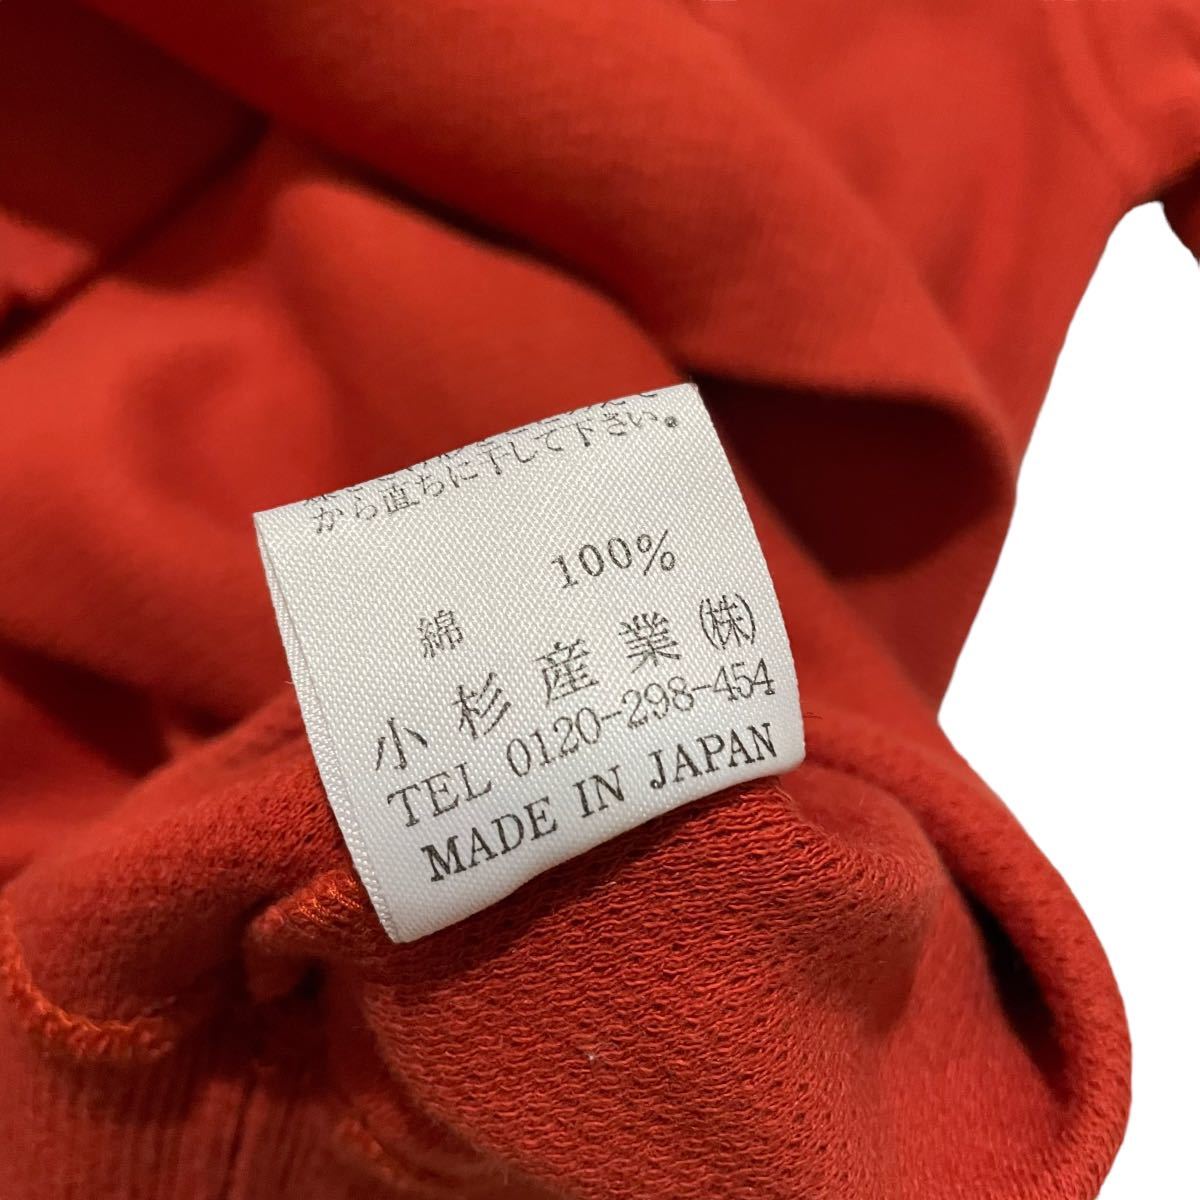 から直ちに干して下さい。
綿 100%
小杉産業(株)
TEL 0120-298-454
MADE IN JAPAN